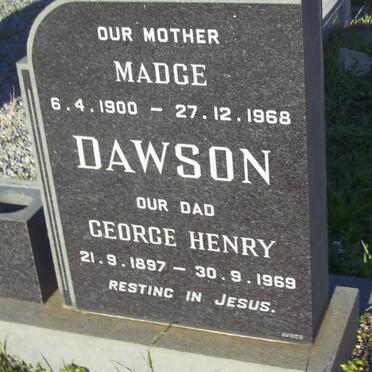 OUR MOTHER
MADGE
6.4.1900 - 27.12.1968
DAWSON
OUR DAD
GEORGE HENRY
21.9.1897 - 30.9.1969
RESTING IN JESUS.